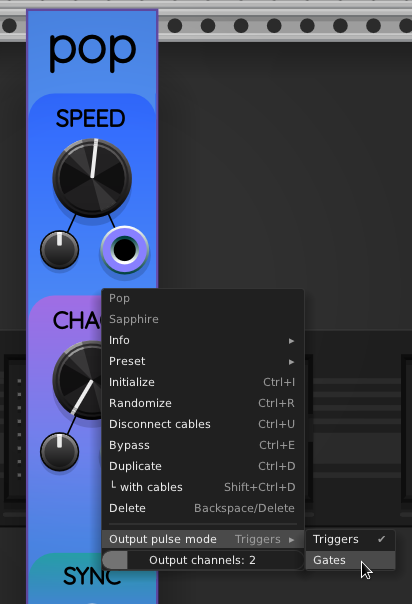 pop
SPEED
CHA
Pop
Sapphire
Info
Preset
Initialize Ctrl+I
Randomize Ctrl+R
Disconnect cables Ctrl+U
Bypass Ctrl+E
Duplicate Ctrl+D
└ with cables Shift+Ctrl+D
Delete Backspace/Delete
Output pulse mode Triggers ▸
Triggers ✔
Output channels: 2
Gates
SYNC